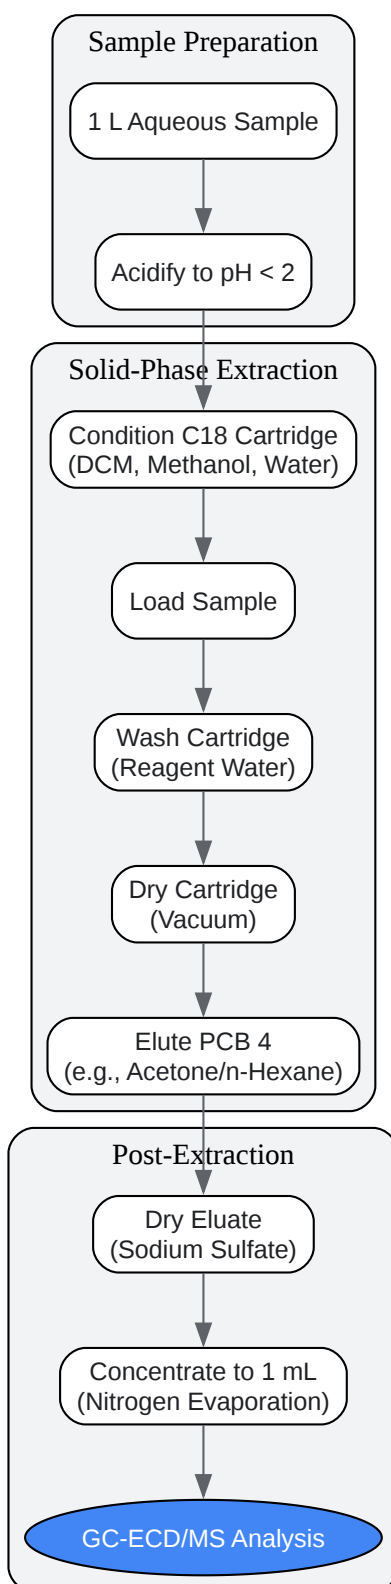 Sample Preparation
1 L Aqueous Sample
Acidify to pH < 2
Solid-Phase Extraction
Condition C18 Cartridge
(DCM, Methanol, Water)
Load Sample
Wash Cartridge
(Reagent Water)
Dry Cartridge
(Vacuum)
Elute PCB 4
(e.g., Acetone/n-Hexane)
Post-Extraction
Dry Eluate
(Sodium Sulfate)
Concentrate to 1 mL
(Nitrogen Evaporation)
GC-ECD/MS Analysis